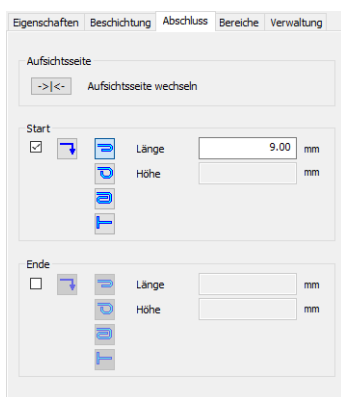 Eigenschaften Beschichtung Abschluss Bereiche Verwaltung
Aufsichtsseite
->|<- Aufsichtsseite wechseln
Start
Länge 9.00 mm
Höhe mm
Ende
Länge mm
Höhe mm